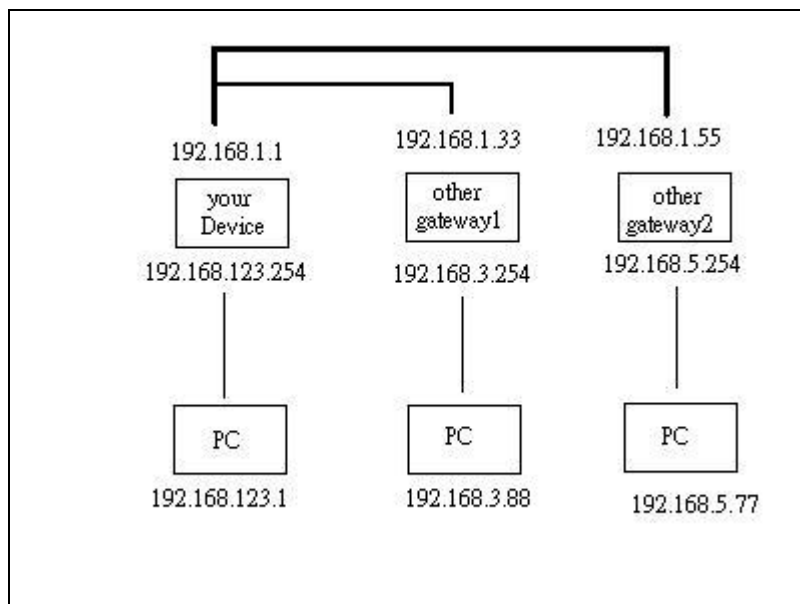 192.168.1.1
192.168.1.33
192.168.1.55
your
Device
other
gateway1
other
gateway2
192.168.123.254
192.168.3.254
192.168.5.254
PC
PC
PC
192.168.123.1
192.168.3.88
192.168.5.77